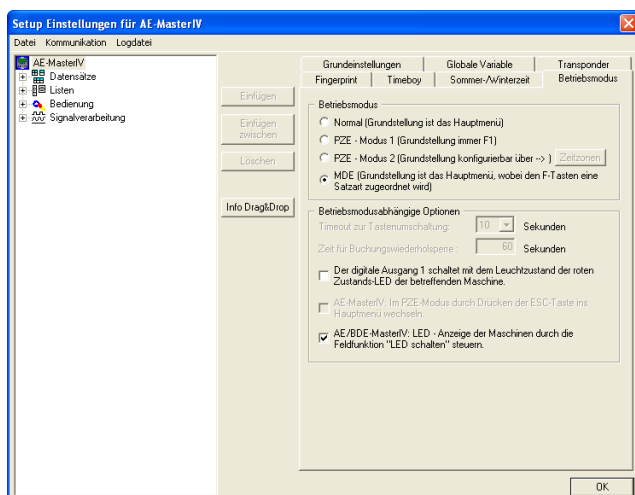 Setup Einstellungen für AE-MasterIV
Datei Kommunikation Logdatei
AE-MasterIV
Datensätze
Listen
Bedienung
Signalverarbeitung
Einfügen
Einfügen
zwischen
Löschen
Info Drag&Drop
Grundeinstellungen Globale Variable Transponder
Fingerprint Timeboy Sommer-/Winterzeit Betriebsmodus
Betriebsmodus
Normal (Grundstellung ist das Hauptmenü)
PZE - Modus 1 (Grundstellung immer F1)
PZE - Modus 2 (Grundstellung konfigurierbar über --> ) Zeitzonen
MDE (Grundstellung ist das Hauptmenü, wobei den F-Tasten eine
Satzart zugeordnet wird)
Betriebsmodusabhängige Optionen
Timeout zur Tastenumschaltung: 10 Sekunden
Zeit für Buchungswiederholsperre : 60 Sekunden
Der digitale Ausgang 1 schaltet mit dem Leuchtzustand der roten
Zustands-LED der betreffenden Maschine.
AE-MasterIV: Im PZE-Modus durch Drücken der ESC-Taste ins
Hauptmenü wechseln.
AE/BDE-MasterIV: LED - Anzeige der Maschinen durch die
Feldfunktion "LED schalten" steuern.
OK